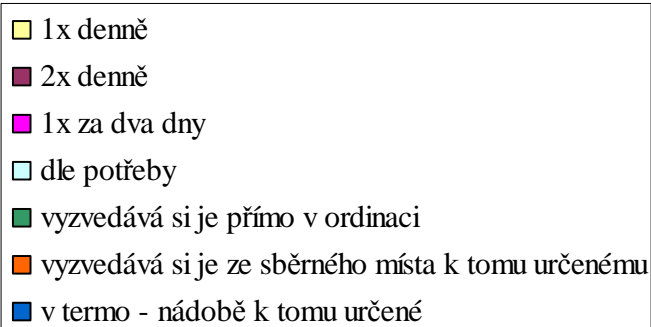 1x denně
2x denně
1x za dva dny
dle potřeby
vyzvedává si je přímo v ordinaci
vyzvedává si je ze sběrného místa k tomu určenému
v termo - nádobě k tomu určené